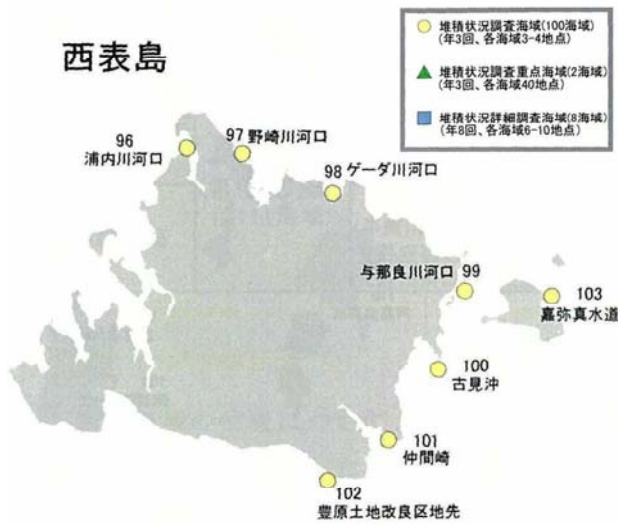 西表島
堆積状況調査海域(100海域)
(年3回、各海域3-4地点)
堆積状況調査重点海域(2海域)
(年3回、各海域40地点)
堆積状況詳細調査海域(8海域)
(年8回、各海域6-10地点)
96
浦内川河口
97 野崎川河口
98 ゲーダ川河口
与那良川河口 99
103
嘉弥真水道
100
古見沖
101
仲間崎
102
豊原土地改良区地先